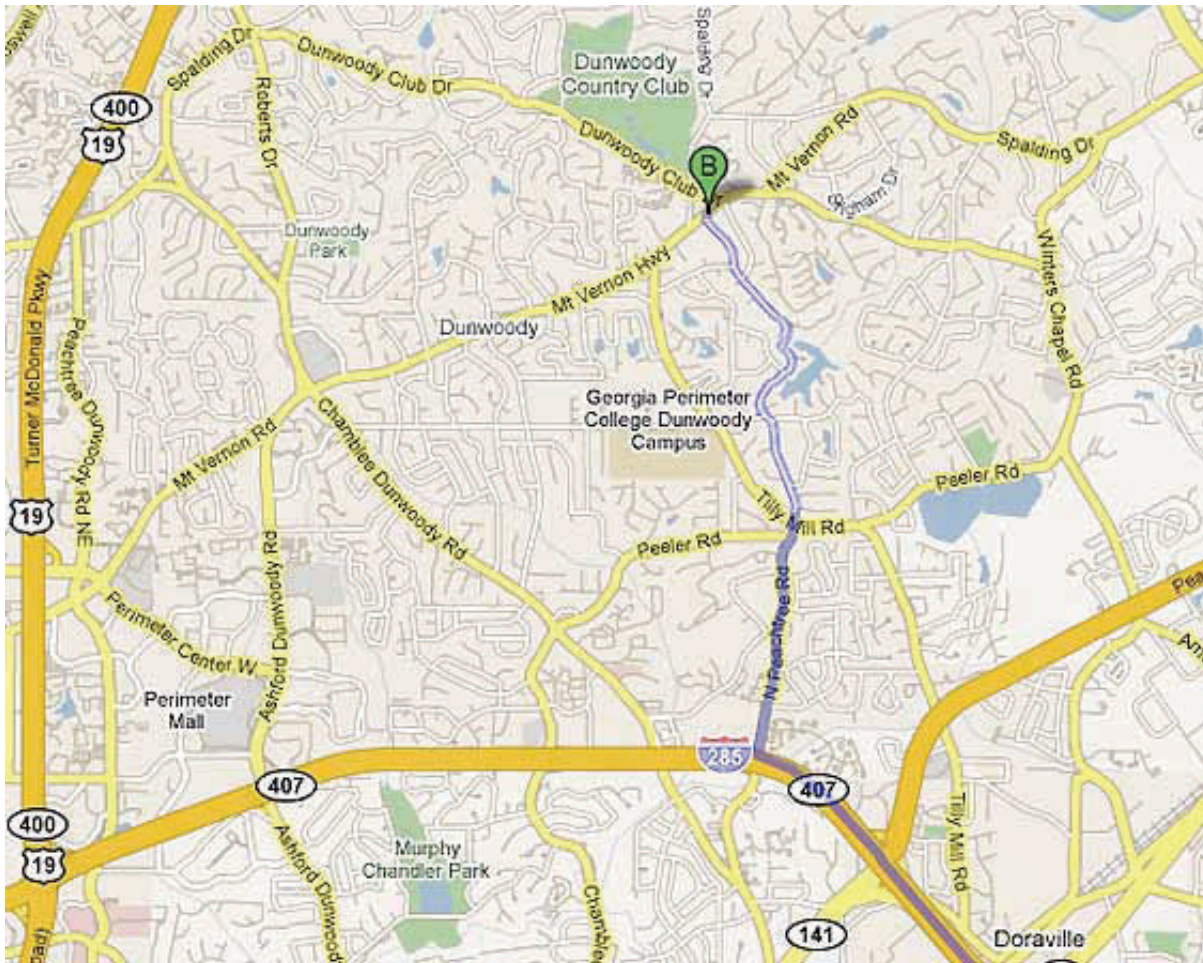 Spalding Dr
Dunwoody Club Dr
Roberts Dr
400
19
Dunwoody
Country Club
Spalding Dr
Dunwoody Club
B
Mt Vernon Rd
Spalding Dr
Dunwoody
Park
Mt Vernon Hwy
Winters Chapel Rd
Turner McDonald Pkwy
Peachtree Dunwoody Rd NE
Dunwoody
Georgia Perimeter
College Dunwoody
Campus
Mt Vernon Rd
Chamblee Dunwoody Rd
Peeler Rd
19
Tilly Mill Rd
Peeler Rd
Ashford Dunwoody Rd
N Peachtree Rd
Perimeter Center W
Perimeter
Mall
285
407
407
400
19
Ashford Dunwood
Murphy
Chandler Park
Tilly Mill Rd
Chamble
141
Doraville